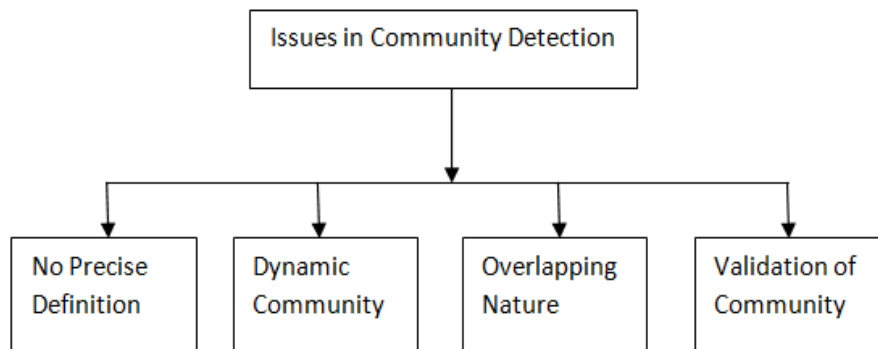 Issues in Community Detection
No Precise
Definition
Dynamic
Community
Overlapping
Nature
Validation of
Community